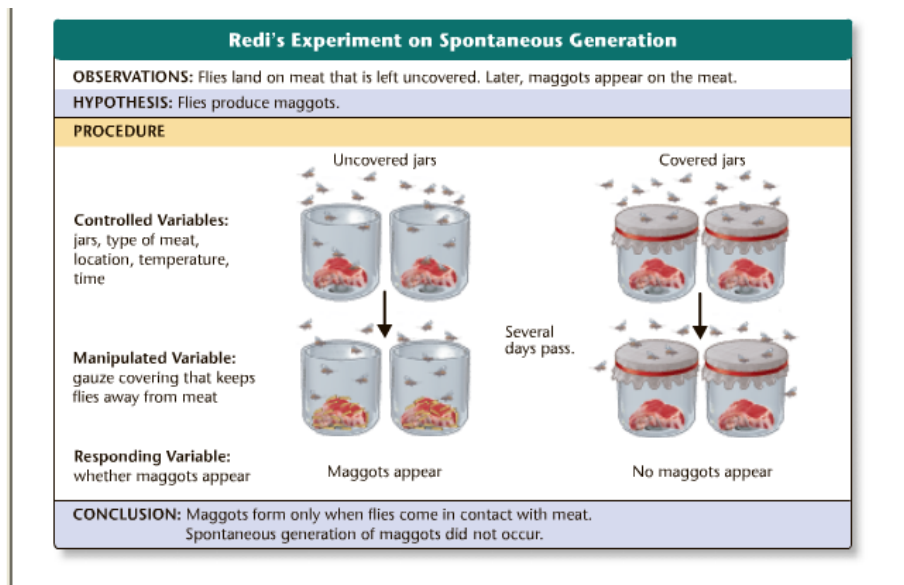 Redi's Experiment on Spontaneous Generation
OBSERVATIONS: Flies land on meat that is left uncovered. Later, maggots appear on the meat.
HYPOTHESIS: Flies produce maggots.
PROCEDURE
Uncovered jars
Covered jars
Controlled Variables:
jars, type of meat,
location, temperature,
time
Several
days pass.
Manipulated Variable:
gauze covering that keeps
flies away from meat
Responding Variable:
whether maggots appear
Maggots appear
No maggots appear
CONCLUSION: Maggots form only when flies come in contact with meat.
Spontaneous generation of maggots did not occur.